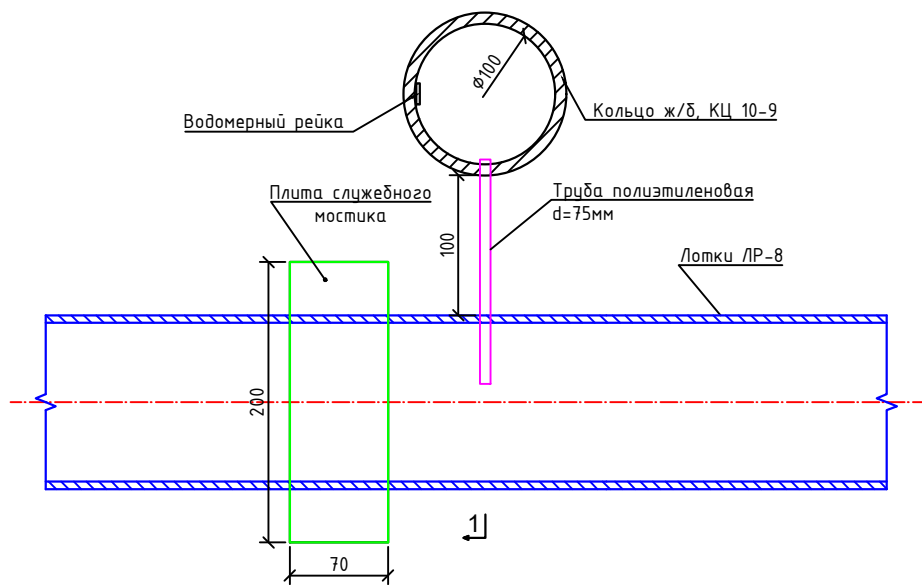 Ø100
Водомерный рейка
Кольцо ж/б, КЦ 10-9
Плита служебного
мостика
Труба полиэтиленовая
d=75мм
100
Лотки ЛР-8
200
1
70